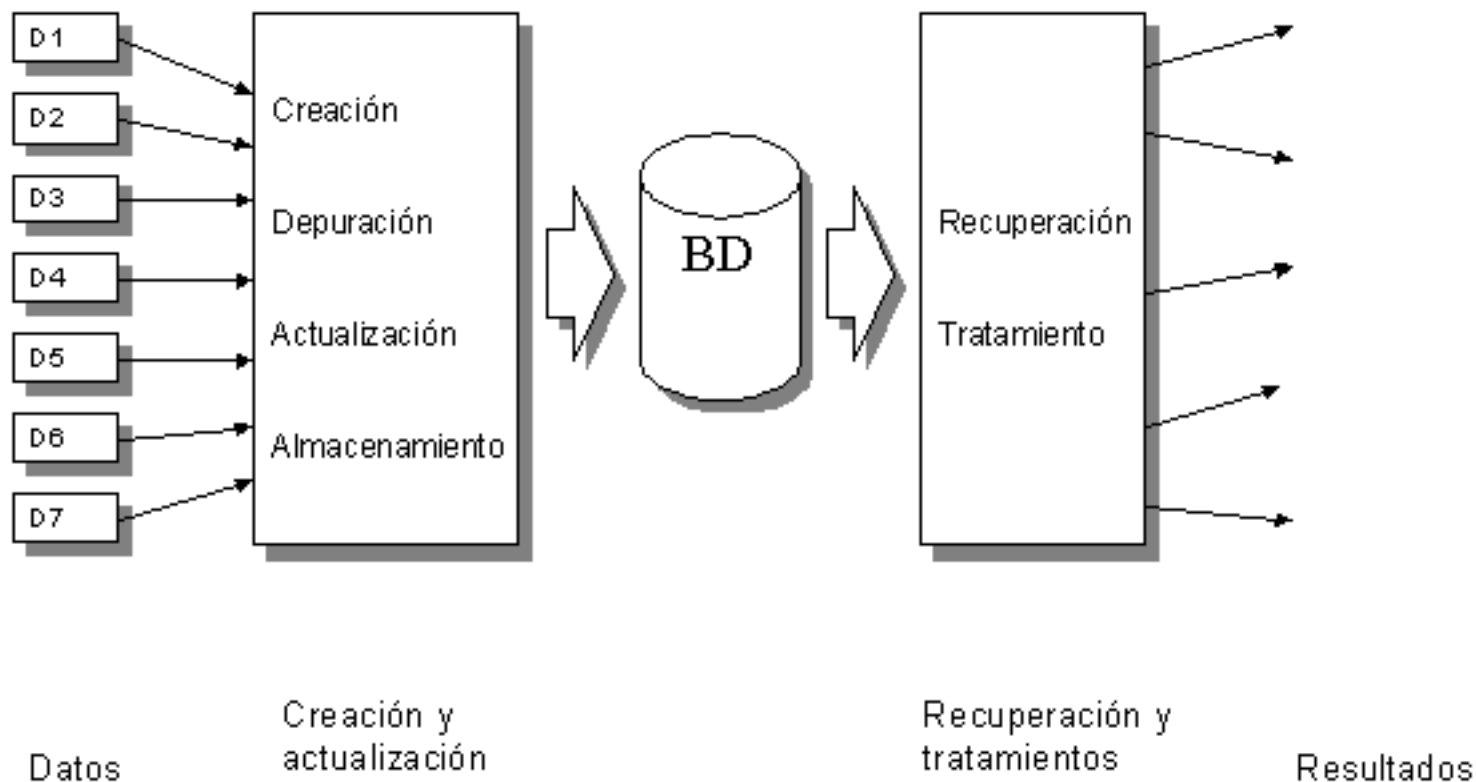 D1
D2
D3
D4
D5
D6
D7
Creación
Depuración
Actualización
Almacenamiento
BD
Recuperación
Tratamiento
Datos
Creación y
actualización
Recuperación y
tratamientos
Resultados